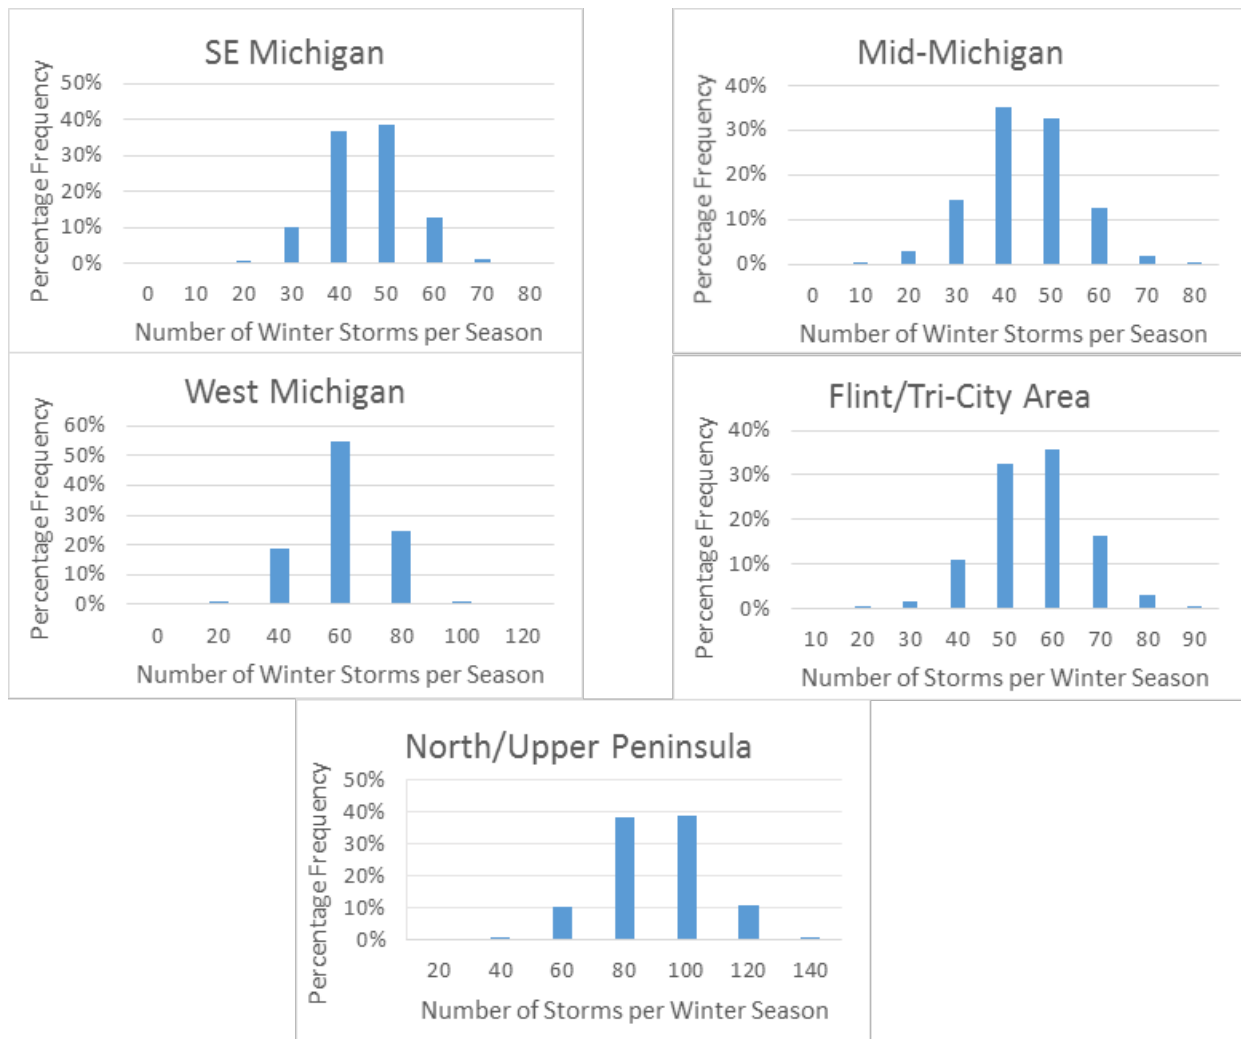 SE Michigan
Percentage Frequency
50%
40%
30%
20%
10%
0%
0 10 20 30 40 50 60 70 80
Number of Winter Storms per Season
Mid-Michigan
Percetage Frequency
40%
30%
20%
10%
0%
0 10 20 30 40 50 60 70 80
Number of Winter Storms per Season
West Michigan
Percentage Frequency
60%
50%
40%
30%
20%
10%
0%
0 20 40 60 80 100 120
Number of Winter Storms per Season
Flint/Tri-City Area
Percentage Frequency
40%
30%
20%
10%
0%
10 20 30 40 50 60 70 80 90
Number of Storms per Winter Season
North/Upper Peninsula
Percentage Frequency
50%
40%
30%
20%
10%
0%
20 40 60 80 100 120 140
Number of Storms per Winter Season